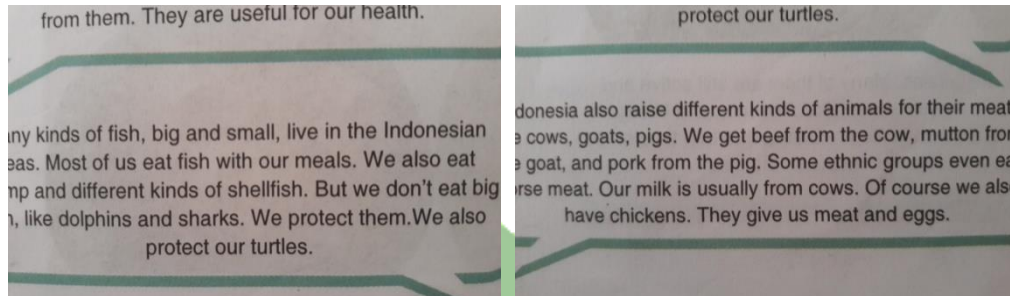 from them. They are useful for our health.
any kinds of fish, big and small, live in the Indonesian
eas. Most of us eat fish with our meals. We also eat
mp and different kinds of shellfish. But we don't eat big
h, like dolphins and sharks. We protect them.We also
protect our turtles.
protect our turtles.
donesia also raise different kinds of animals for their meat
e cows, goats, pigs. We get beef from the cow, mutton fro
e goat, and pork from the pig. Some ethnic groups even ea
rse meat. Our milk is usually from cows. Of course we als
have chickens. They give us meat and eggs.